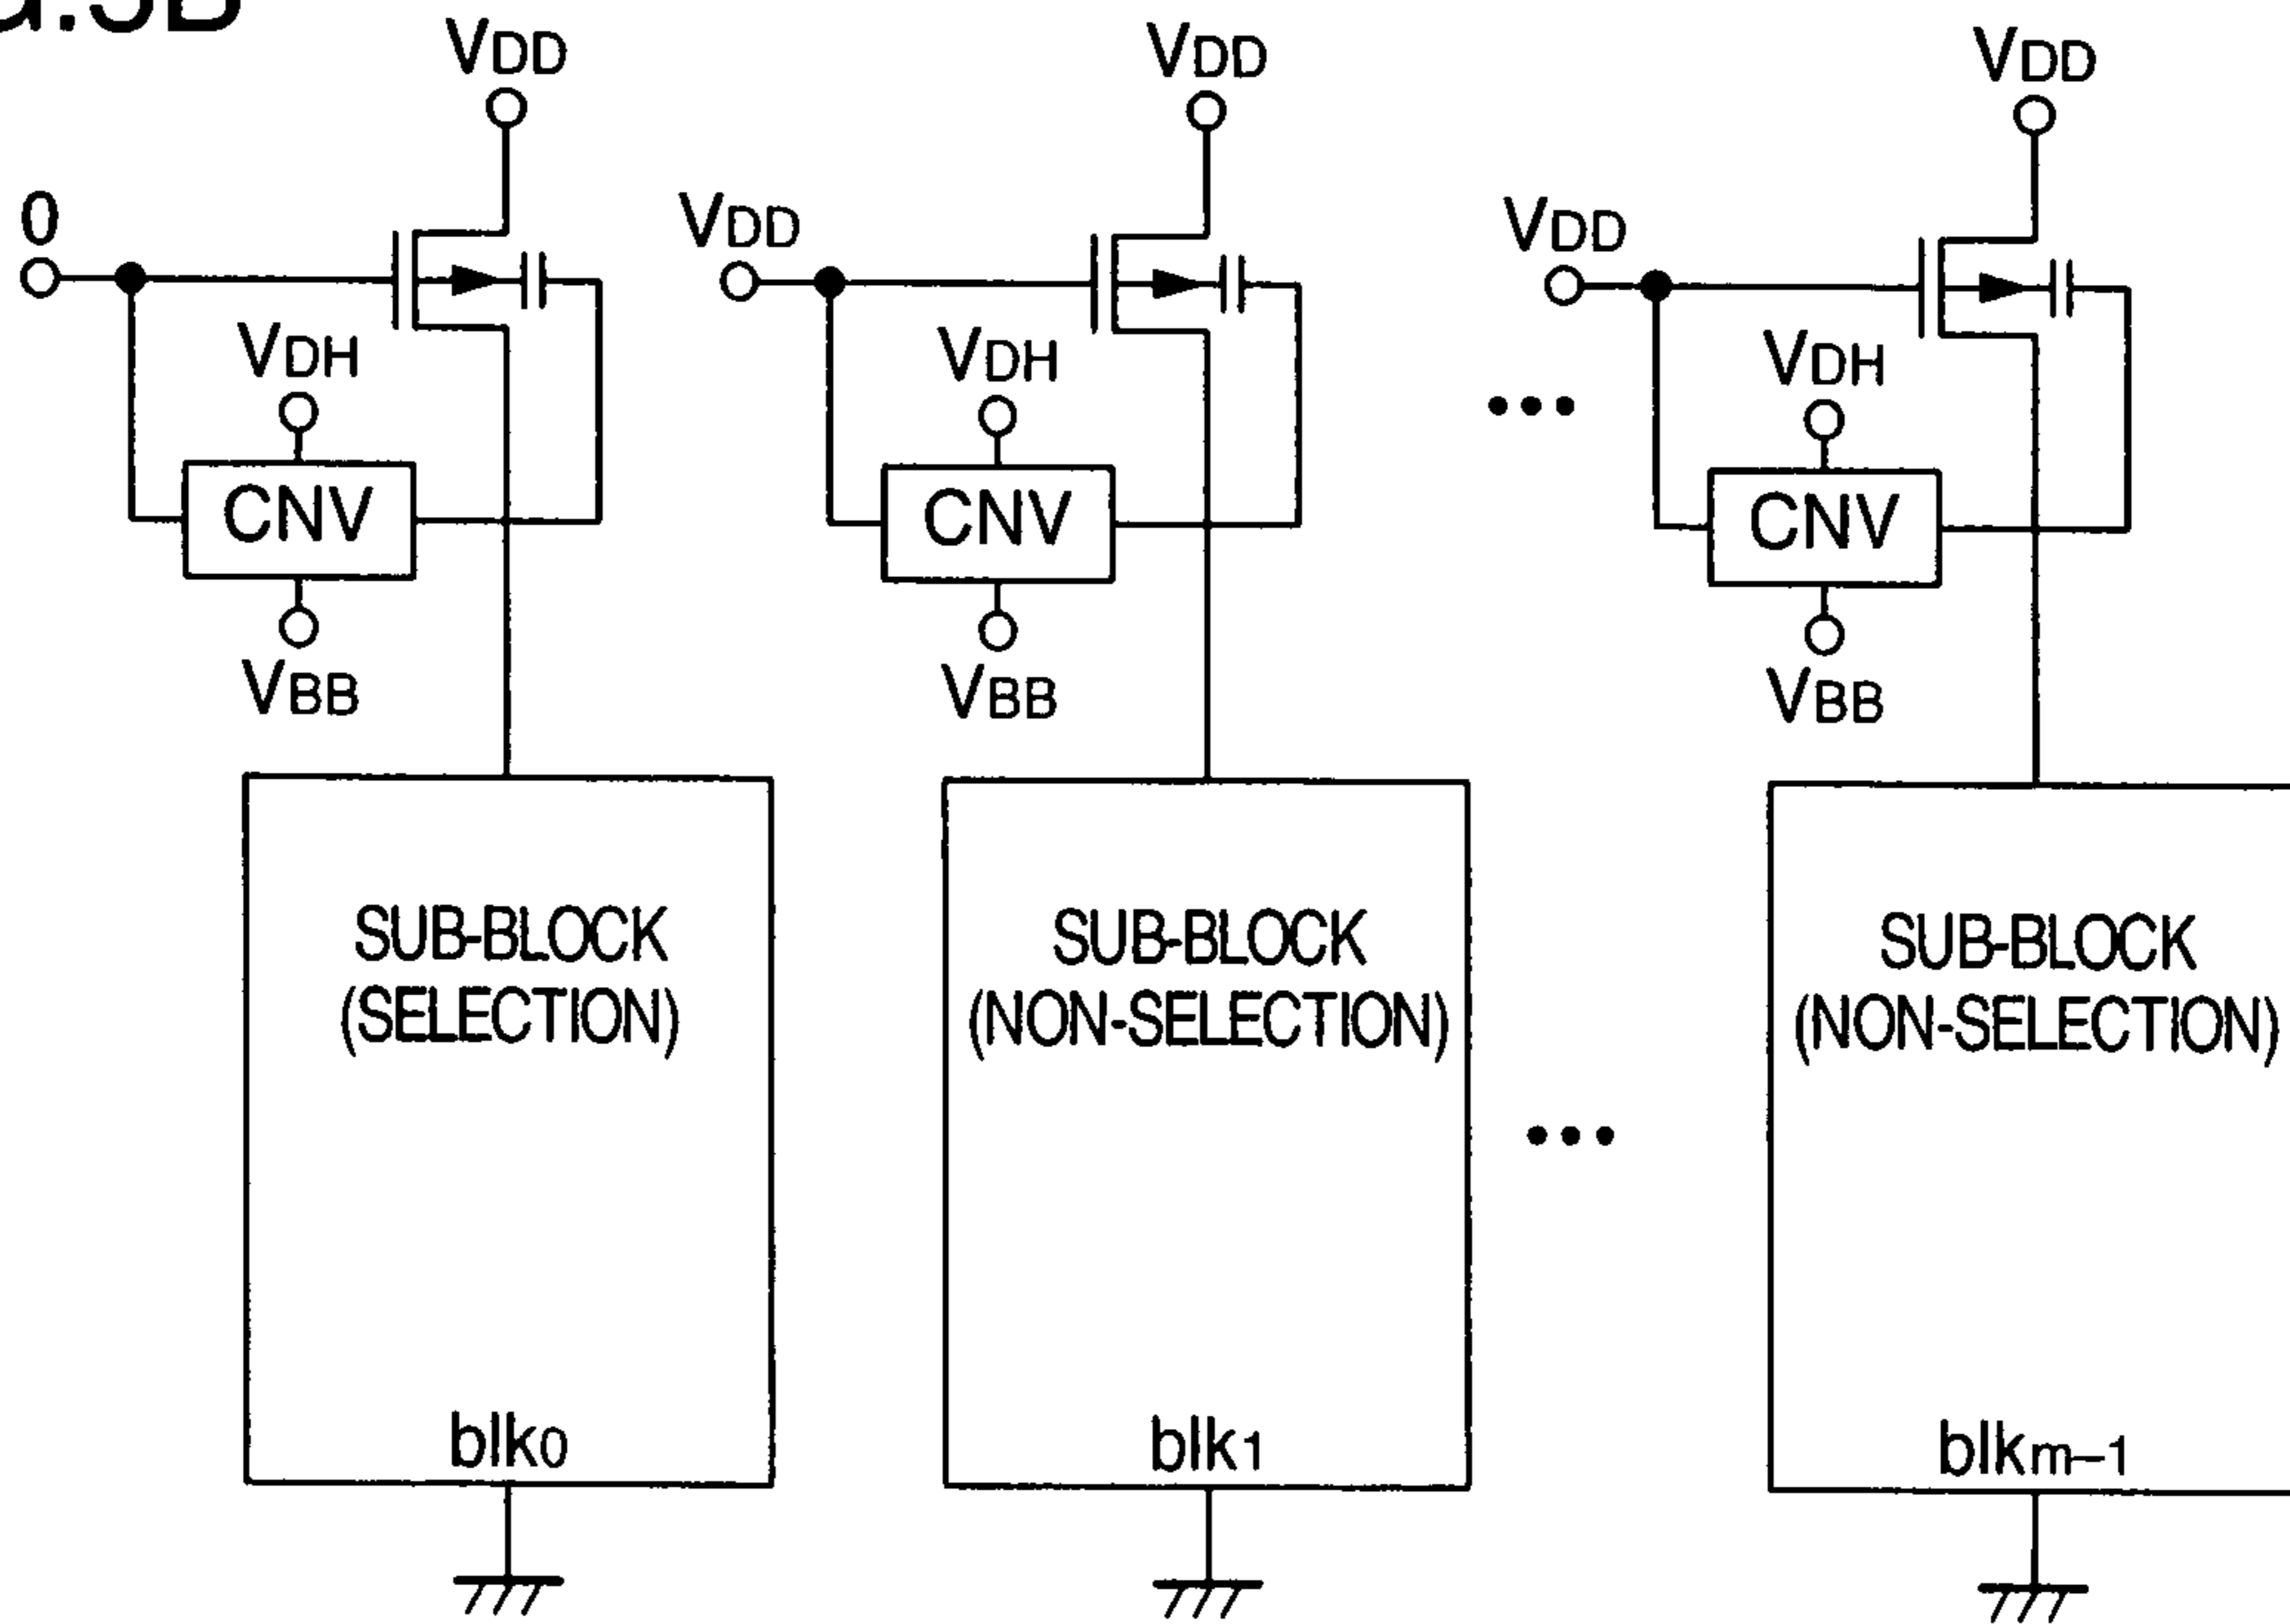 G.5B
VDD VDD VDD
0 VDD VDD
VDH VDH VDH
CNV CNV CNV
VBB VBB VBB
SUB-BLOCK SUB-BLOCK SUB-BLOCK
(SELECTION) (NON-SELECTION) (NON-SELECTION)
blk0 blk1 blkm–1